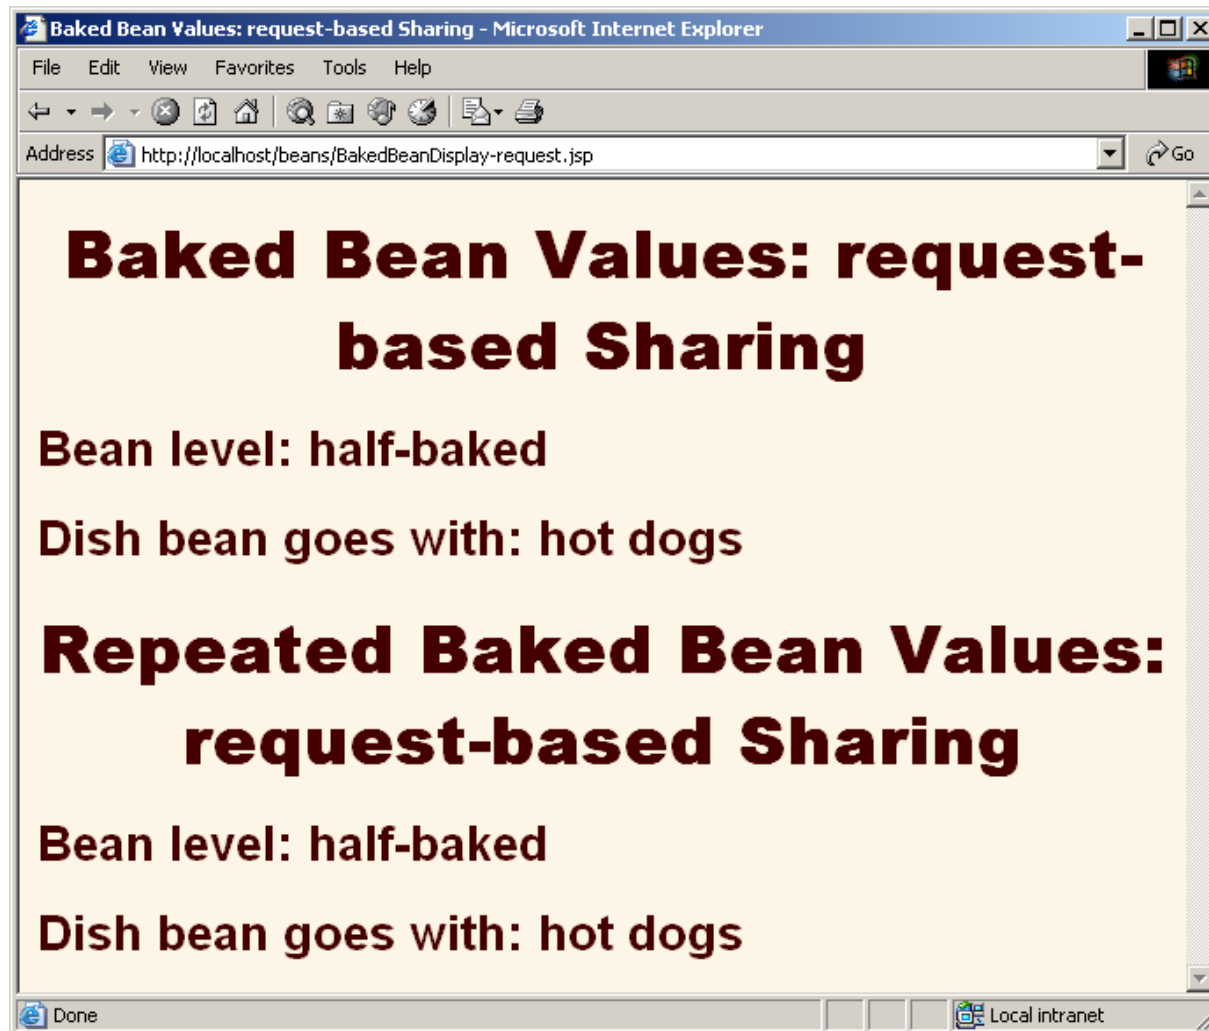 Baked Bean Values: request-based Sharing - Microsoft Internet Explorer
File Edit View Favorites Tools Help
Address http://localhost/beans/BakedBeanDisplay-request.jsp Go
Baked Bean Values: request-
based Sharing
Bean level: half-baked
Dish bean goes with: hot dogs
Repeated Baked Bean Values:
request-based Sharing
Bean level: half-baked
Dish bean goes with: hot dogs
Done Local intranet